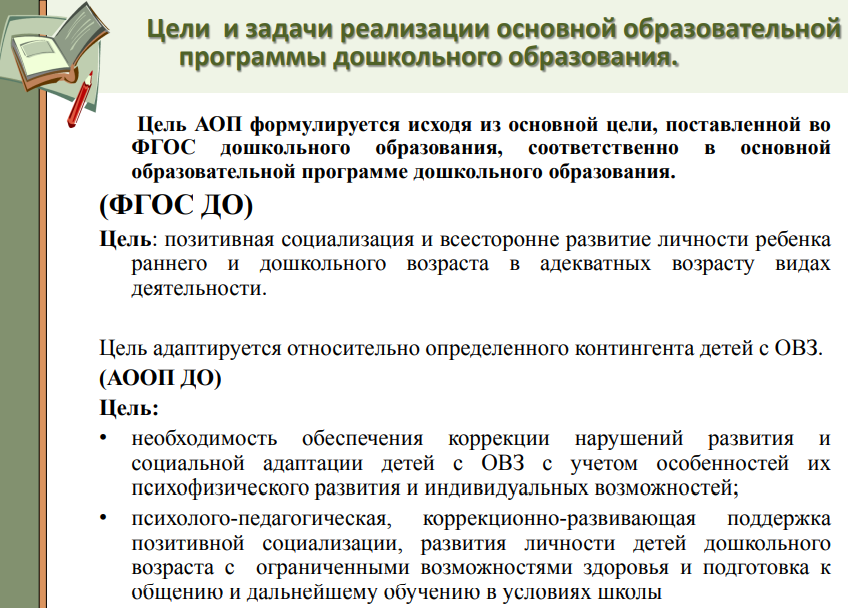 Цели и задачи реализации основной образовательной
программы дошкольного образования.
Цель АОП формулируется исходя из основной цели, поставленной во
ФГОС дошкольного образования, соответственно в основной
образовательной программе дошкольного образования.
(ФГОС ДО)
Цель: позитивная социализация и всесторонне развитие личности ребенка
раннего и дошкольного возраста в адекватных возрасту видах
деятельности.
Цель адаптируется относительно определенного контингента детей с ОВЗ.
(АООП ДО)
Цель:
• необходимость обеспечения коррекции нарушений развития и
социальной адаптации детей с ОВЗ с учетом особенностей их
психофизического развития и индивидуальных возможностей;
• психолого-педагогическая, коррекционно-развивающая поддержка
позитивной социализации, развития личности детей дошкольного
возраста с ограниченными возможностями здоровья и подготовка к
общению и дальнейшему обучению в условиях школы